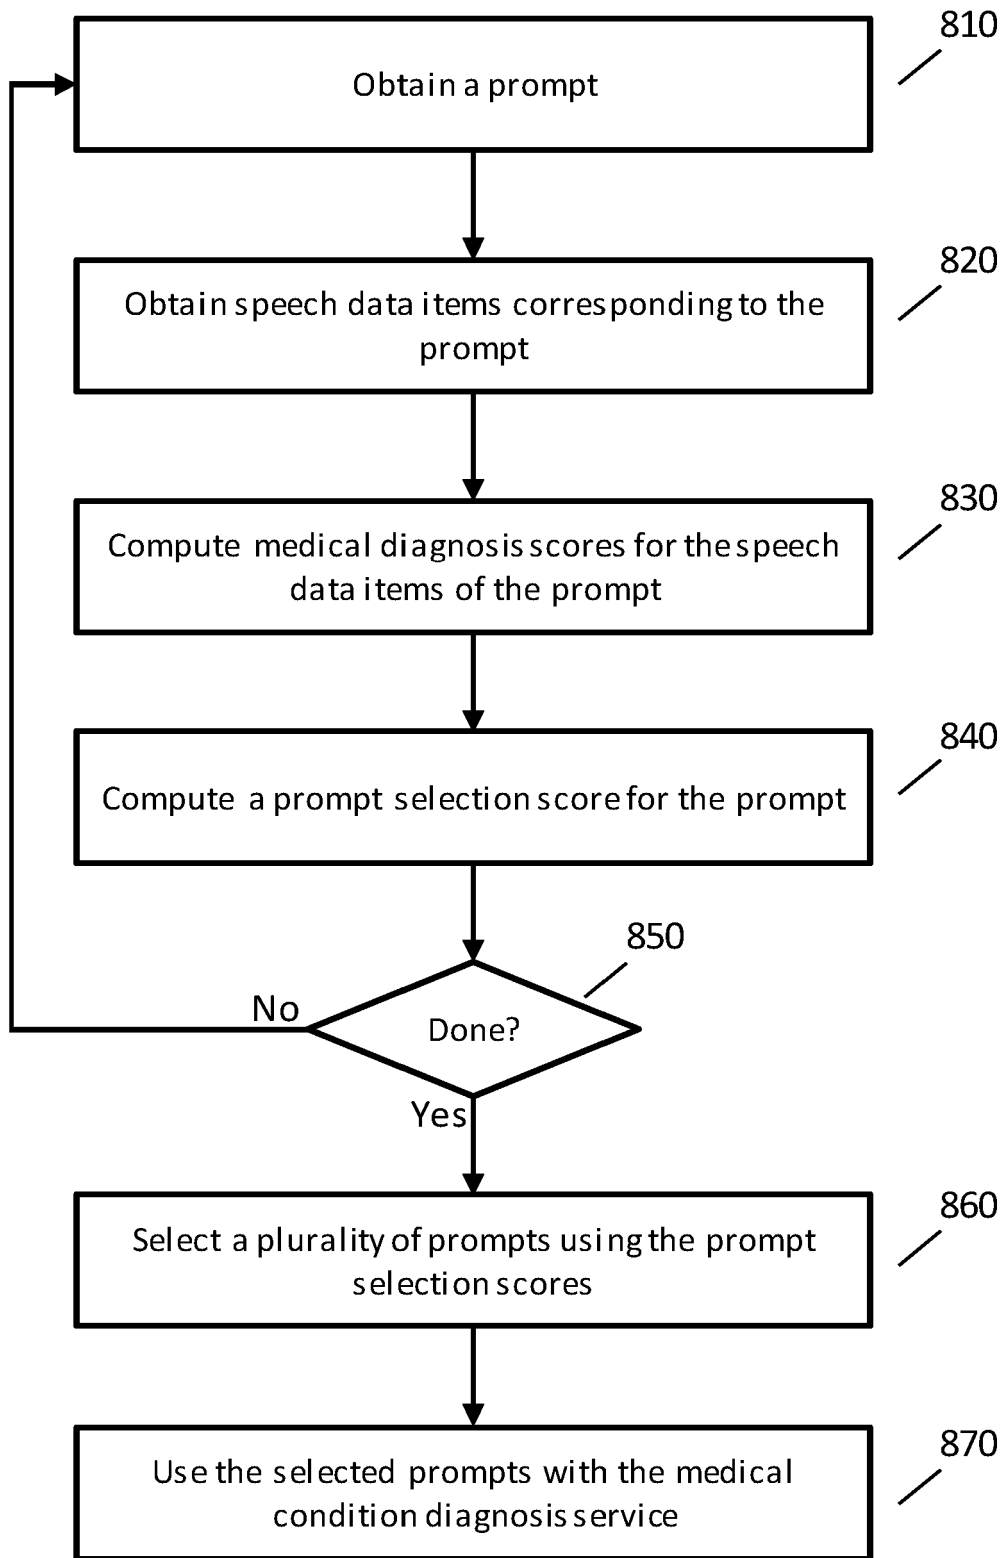 810
Obtain a prompt
820
Obtain speech data items corresponding to the
prompt
830
Compute medical diagnosis scores for the speech
data items of the prompt
840
Compute a prompt selection score for the prompt
850
No
Done?
Yes
860
Select a plurality of prompts using the prompt
selection scores
870
Use the selected prompts with the medical
condition diagnosis service